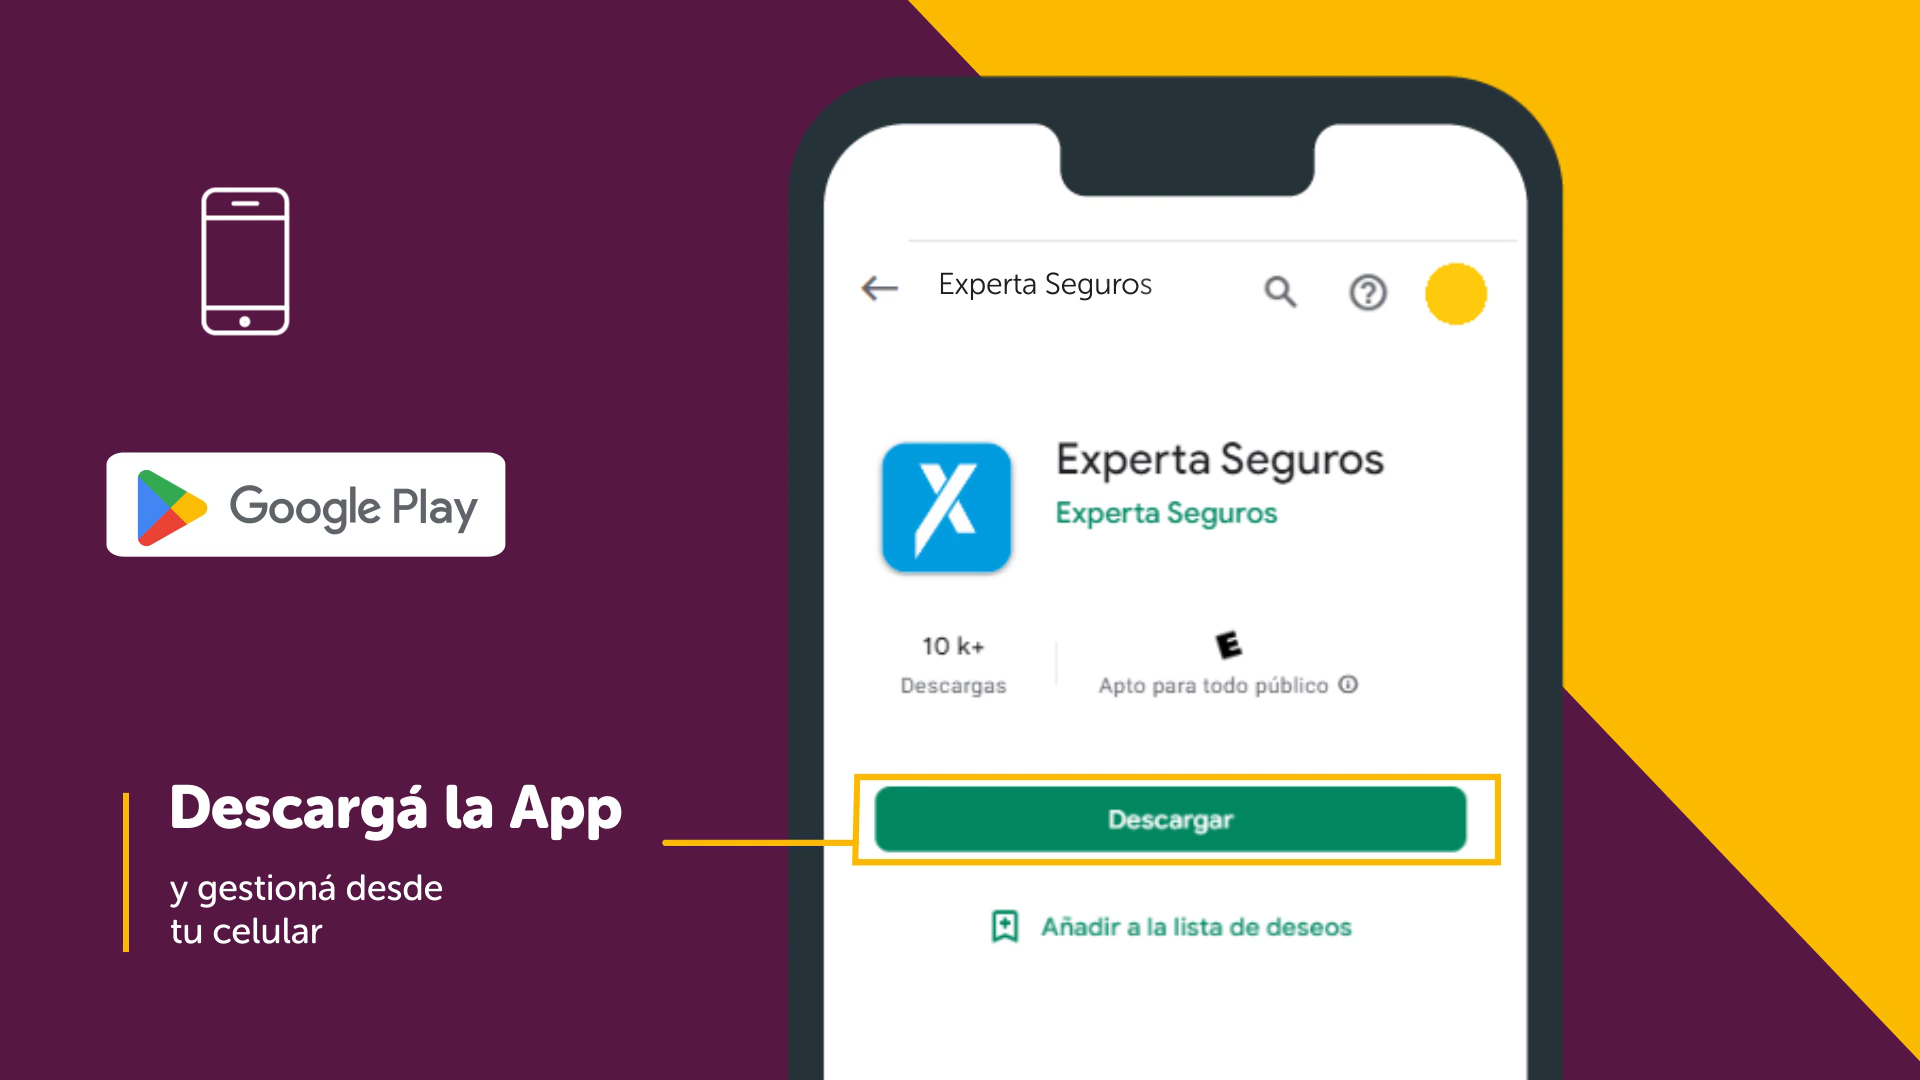 Google Play
Descargá la App
y gestioná desde
tu celular
Experta Seguros
Experta Seguros
Experta Seguros
10 k+
Descargas
E
Apto para todo público
Descargar
Añadir a la lista de deseos